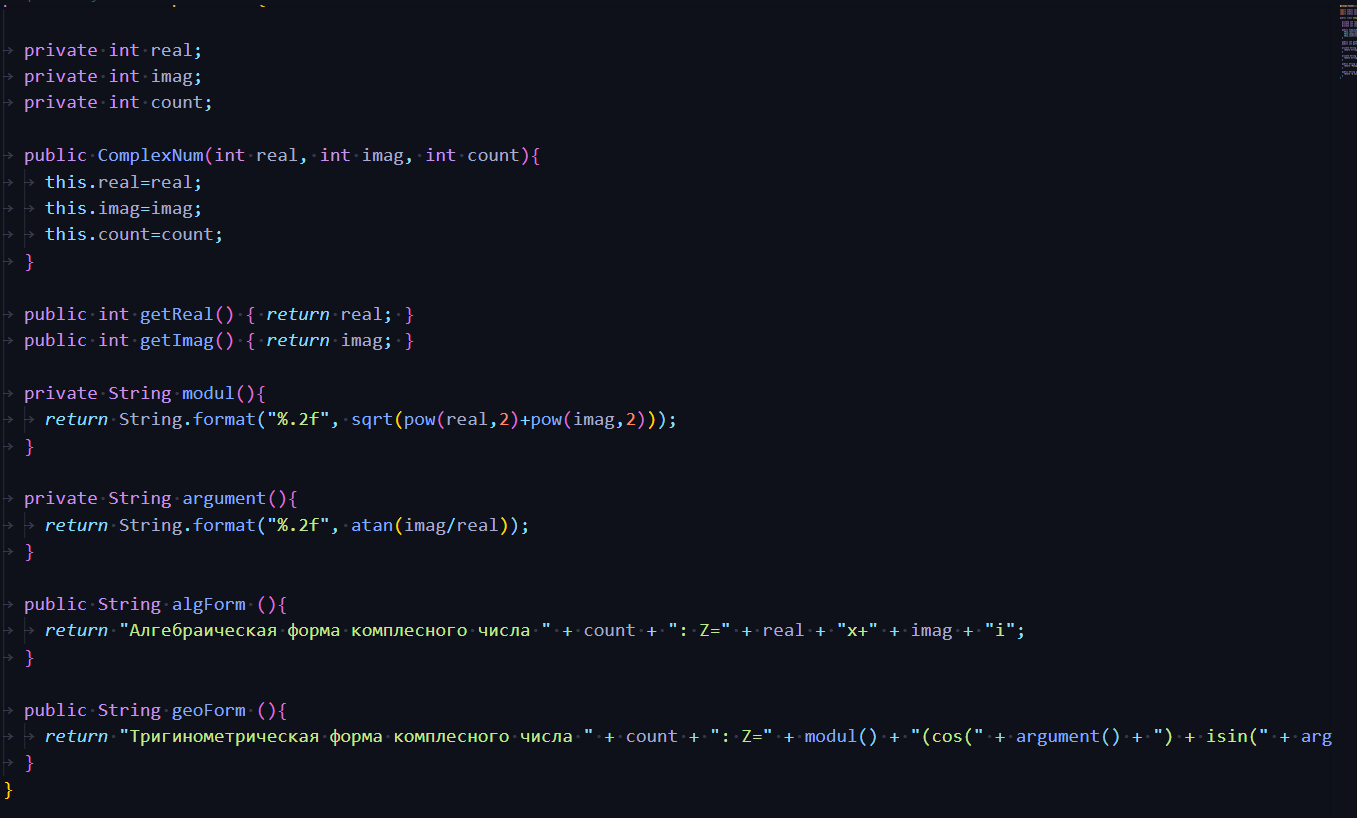 private int real;
private int imag;
private int count;
public ComplexNum(int real, int imag, int count){
this.real=real;
this.imag=imag;
this.count=count;
}
public int getReal() { return real; }
public int getImag() { return imag; }
private String modul(){
return String.format("%.2f", sqrt(pow(real,2)+pow(imag,2)));
}
private String argument(){
return String.format("%.2f", atan(imag/real));
}
public String algForm (){
return "Алгебраическая форма комплесного числа " + count + ": Z=" + real + "x+" + imag + "i";
}
public String geoForm (){
return "Тригинометрическая форма комплесного числа " + count + ": Z=" + modul() + "(cos(" + argument() + ") + isin(" + arg
}
}